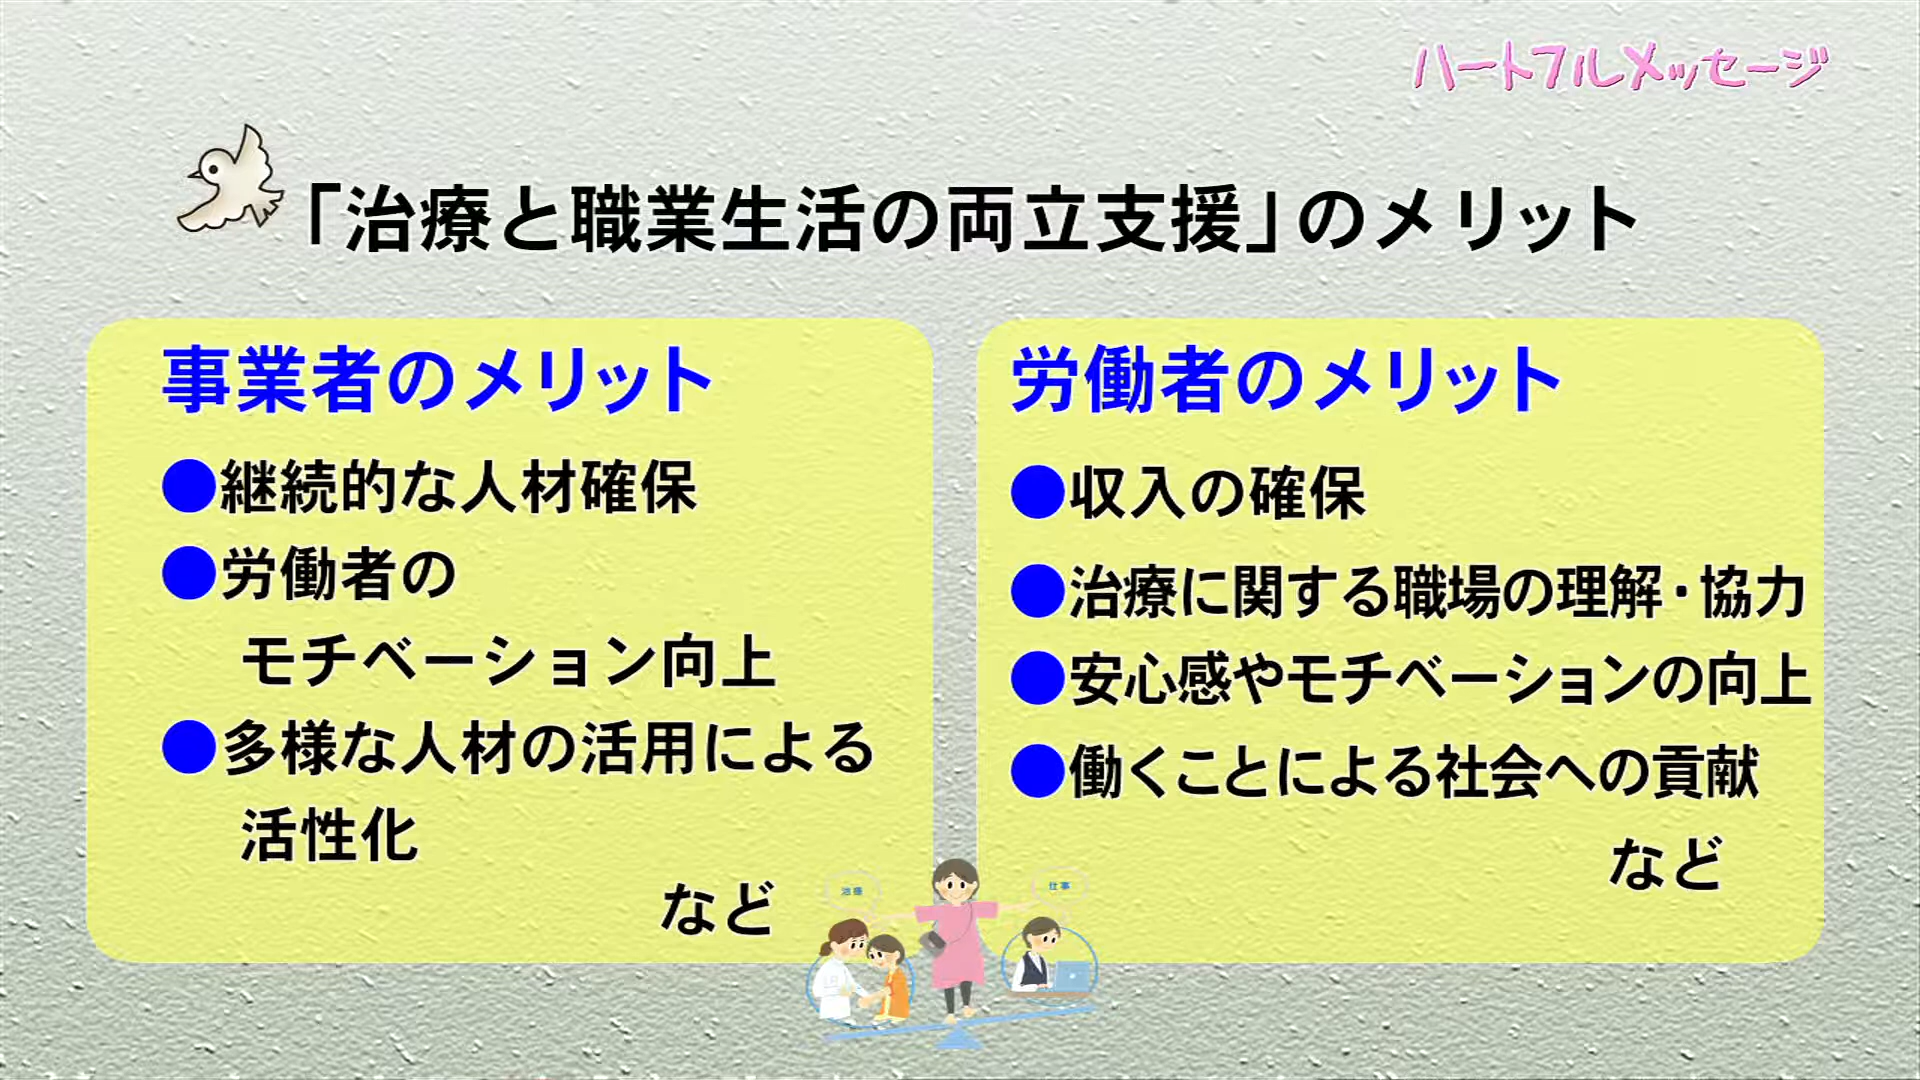 ハートフルメッセージ
「治療と職業生活の両立支援」のメリット
事業者のメリット
●継続的な人材確保
●労働者の
モチベーション向上
●多様な人材の活用による
活性化
など
労働者のメリット
●収入の確保
●治療に関する職場の理解・協力
●安心感やモチベーションの向上
●働くことによる社会への貢献
など
治療
仕事